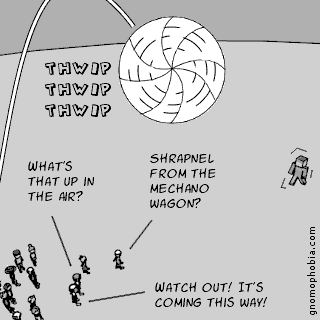 THWIP
THWIP
THWIP
WHAT'S
THAT UP IN
THE AIR?
SHRAPNEL
FROM THE
MECHANO
WAGON?
WATCH OUT! IT'S
COMING THIS WAY!
gnomophobia.com